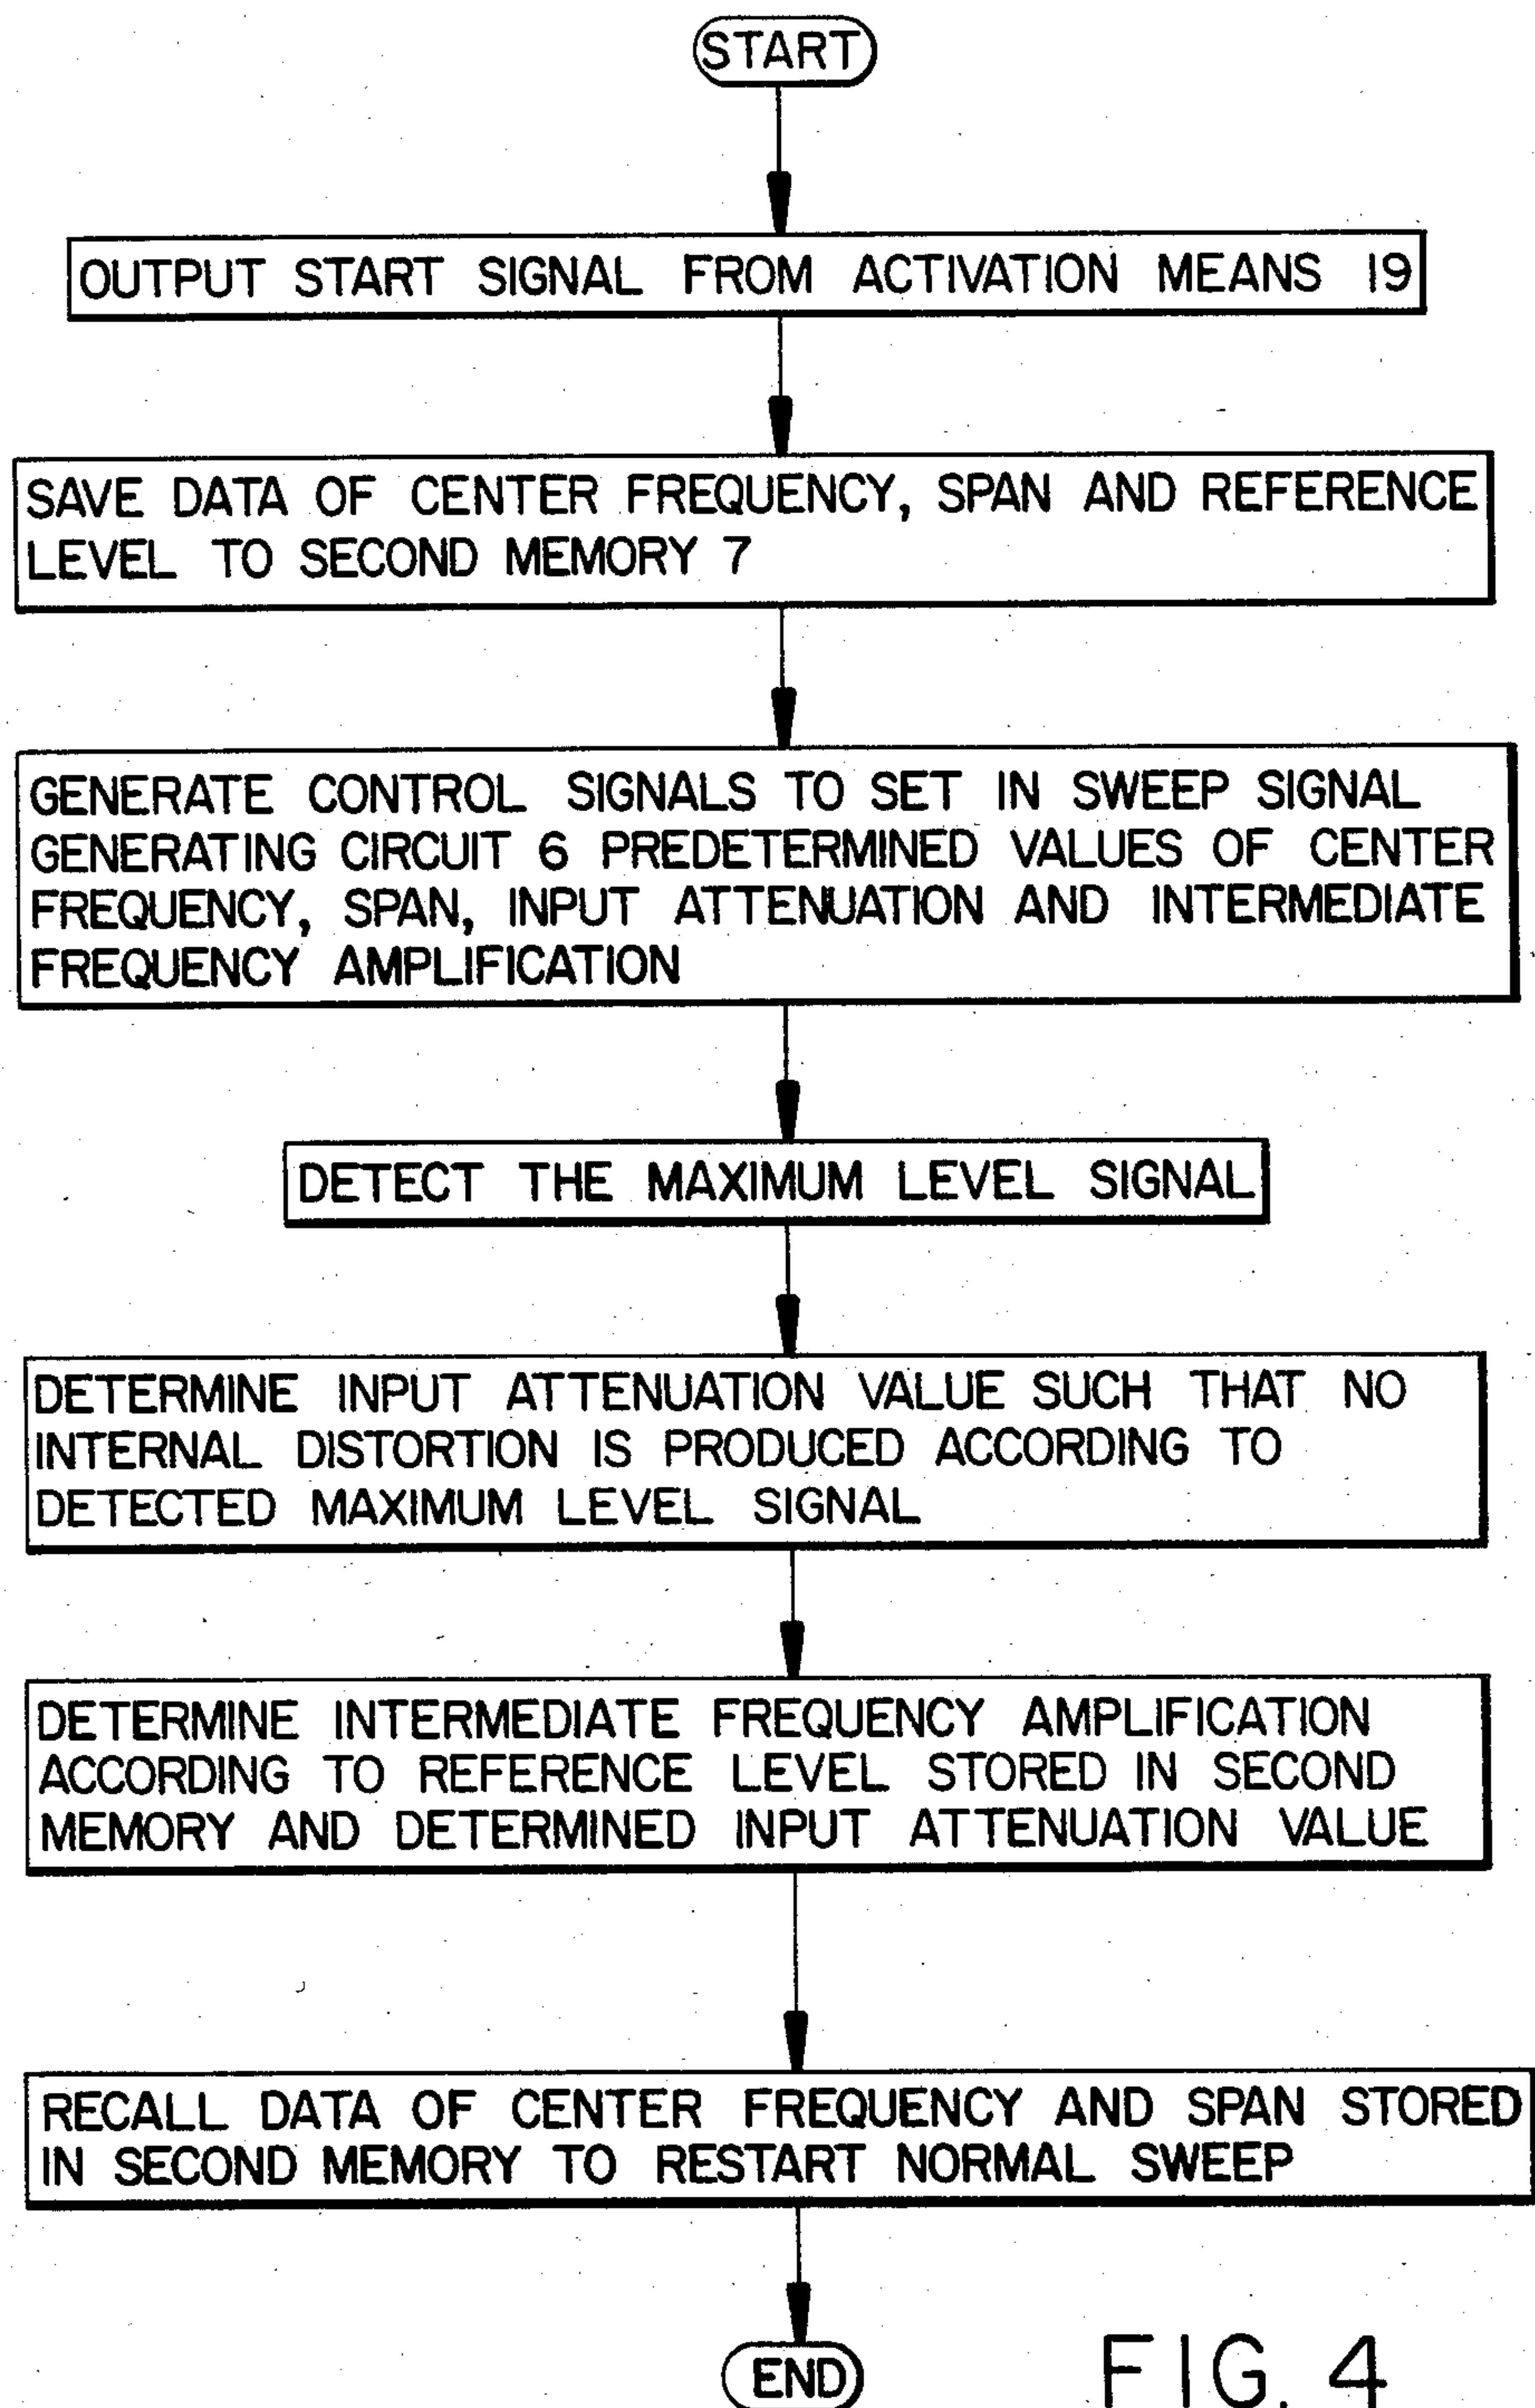 START
OUTPUT START SIGNAL FROM ACTIVATION MEANS 19
SAVE DATA OF CENTER FREQUENCY, SPAN AND REFERENCE
LEVEL TO SECOND MEMORY 7
GENERATE CONTROL SIGNALS TO SET IN SWEEP SIGNAL
GENERATING CIRCUIT 6 PREDETERMINED VALUES OF CENTER
FREQUENCY, SPAN, INPUT ATTENUATION AND INTERMEDIATE
FREQUENCY AMPLIFICATION
DETECT THE MAXIMUM LEVEL SIGNAL
DETERMINE INPUT ATTENUATION VALUE SUCH THAT NO
INTERNAL DISTORTION IS PRODUCED ACCORDING TO
DETECTED MAXIMUM LEVEL SIGNAL
DETERMINE INTERMEDIATE FREQUENCY AMPLIFICATION
ACCORDING TO REFERENCE LEVEL STORED IN SECOND
MEMORY AND DETERMINED INPUT ATTENUATION VALUE
RECALL DATA OF CENTER FREQUENCY AND SPAN STORED
IN SECOND MEMORY TO RESTART NORMAL SWEEP
END
FIG. 4